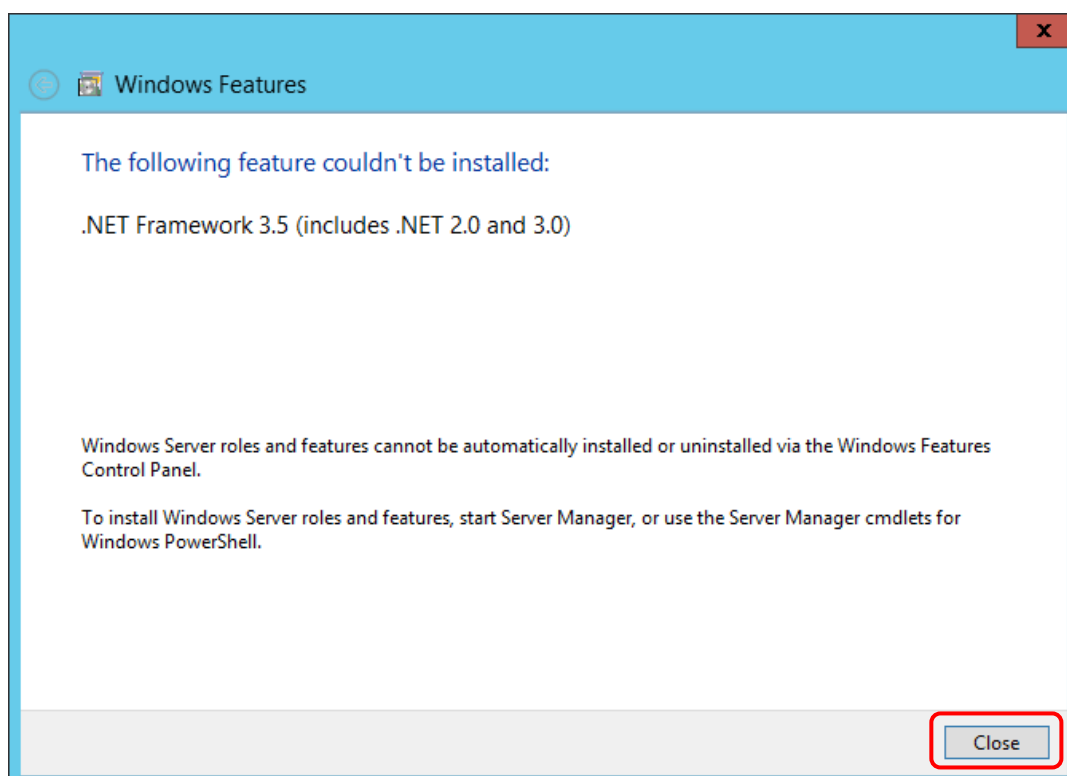 x
Windows Features
The following feature couldn't be installed:
.NET Framework 3.5 (includes .NET 2.0 and 3.0)
Windows Server roles and features cannot be automatically installed or uninstalled via the Windows Features
Control Panel.
To install Windows Server roles and features, start Server Manager, or use the Server Manager cmdlets for
Windows PowerShell.
Close